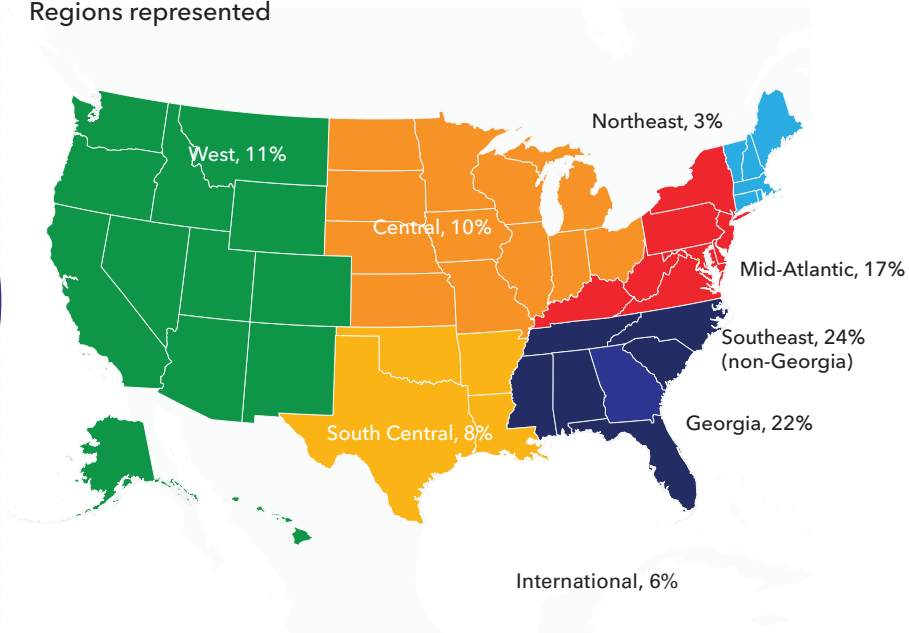 Regions represented
Northeast, 3%
West, 11%
Central, 10%
Mid-Atlantic, 17%
Southeast, 24%
(non-Georgia)
Georgia, 22%
South Central, 8%
International, 6%